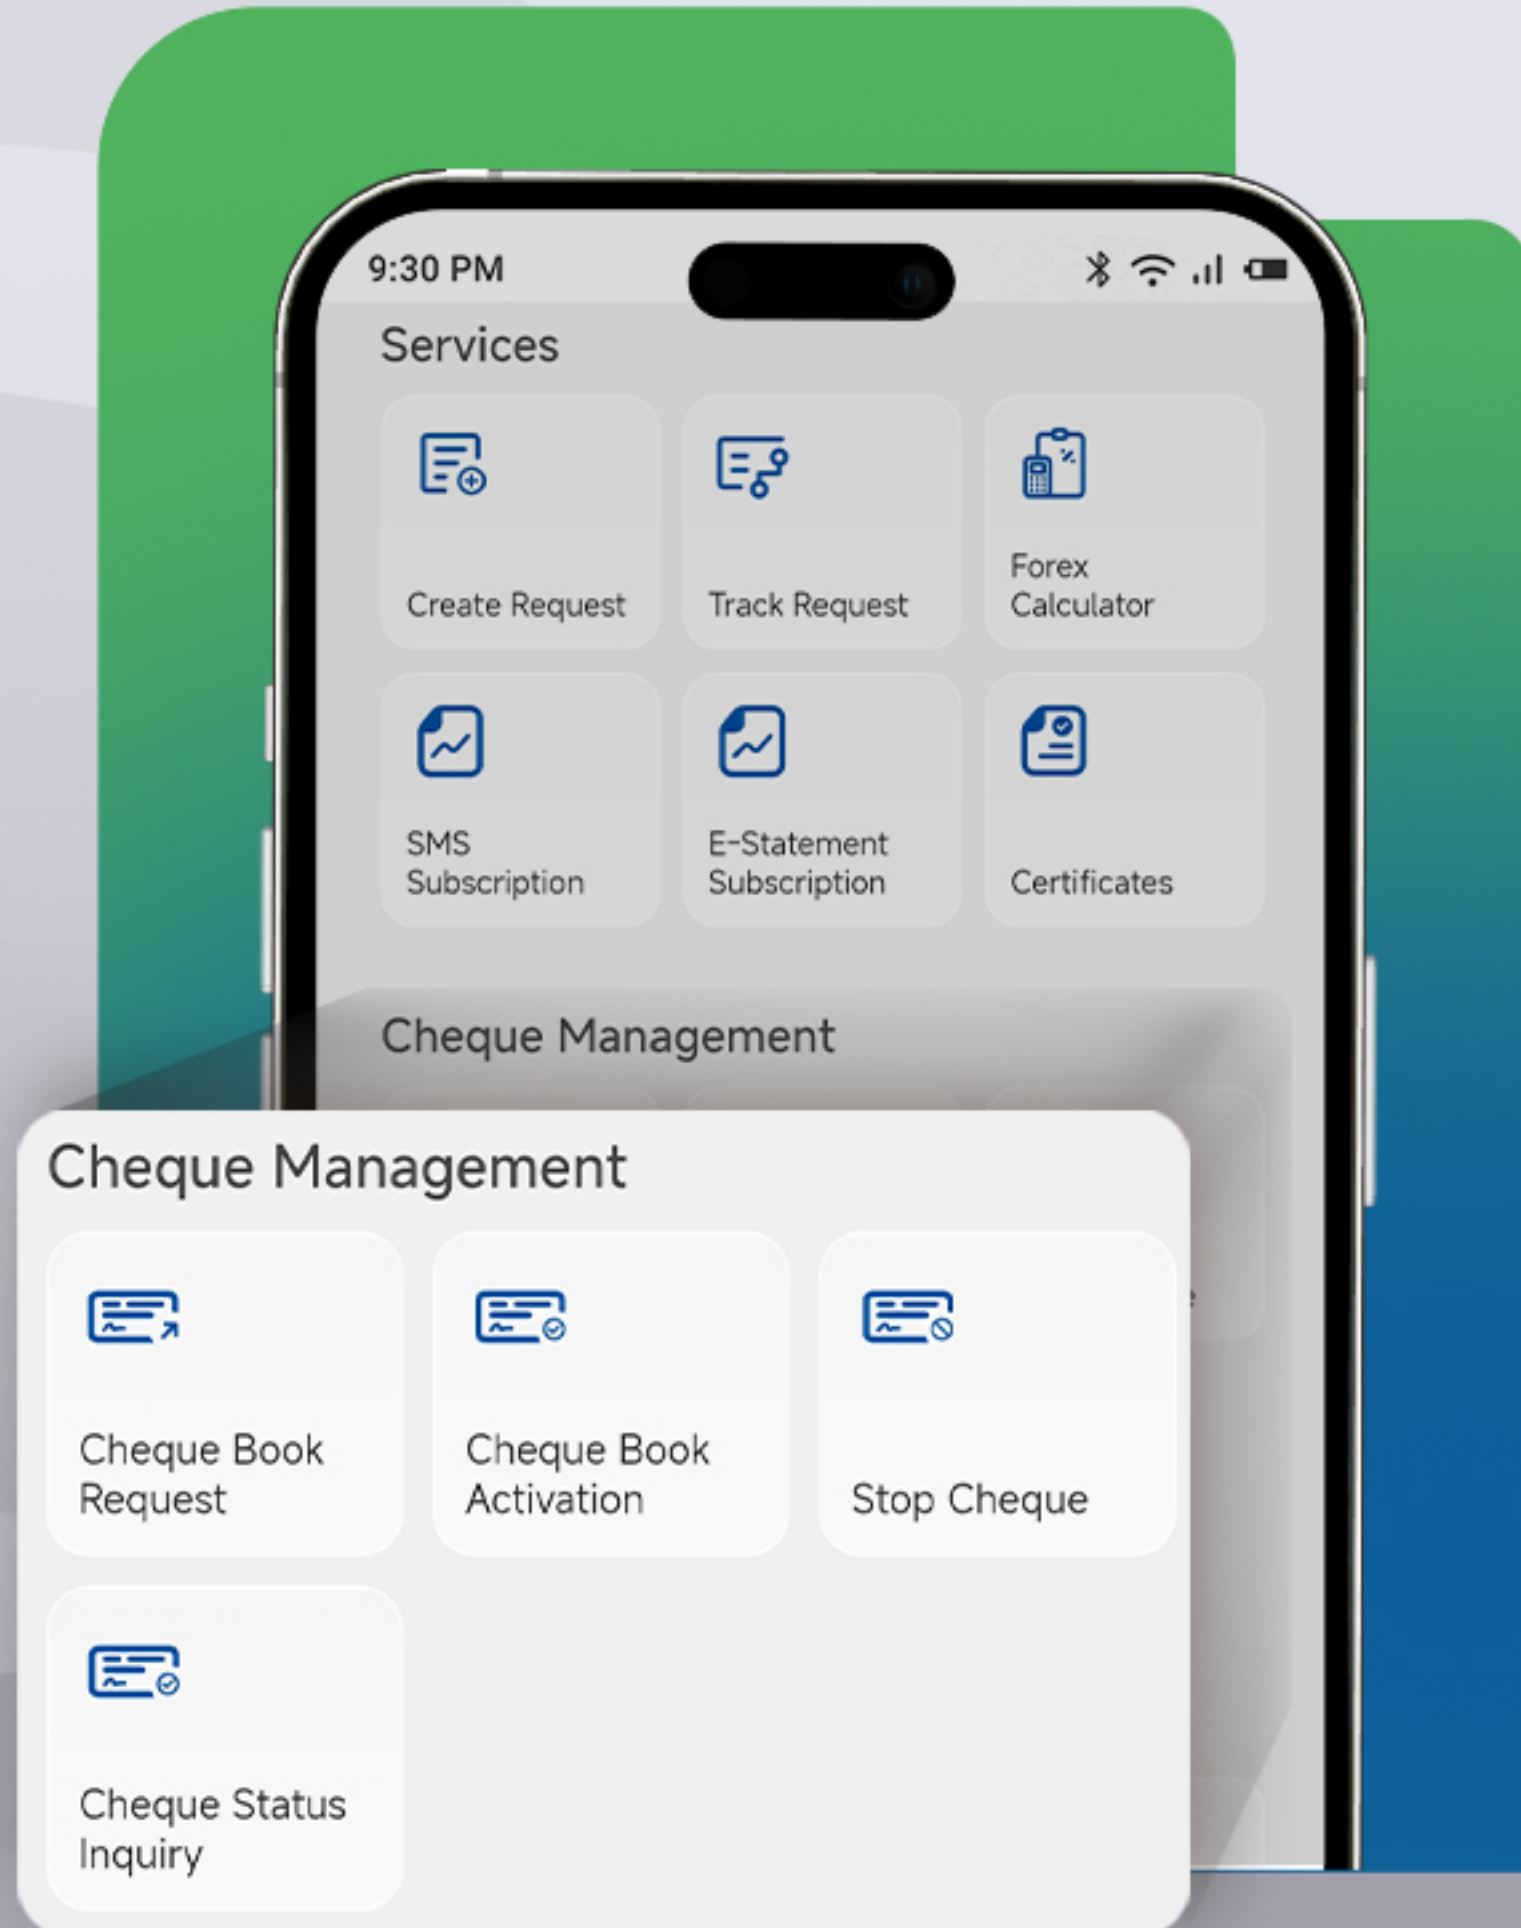 9:30 PM
Services
Create Request
Track Request
Forex
Calculator
SMS
Subscription
E-Statement
Subscription
Certificates
Cheque Management
Cheque Management
Cheque Book
Request
Cheque Book
Activation
Stop Cheque
Cheque Status
Inquiry